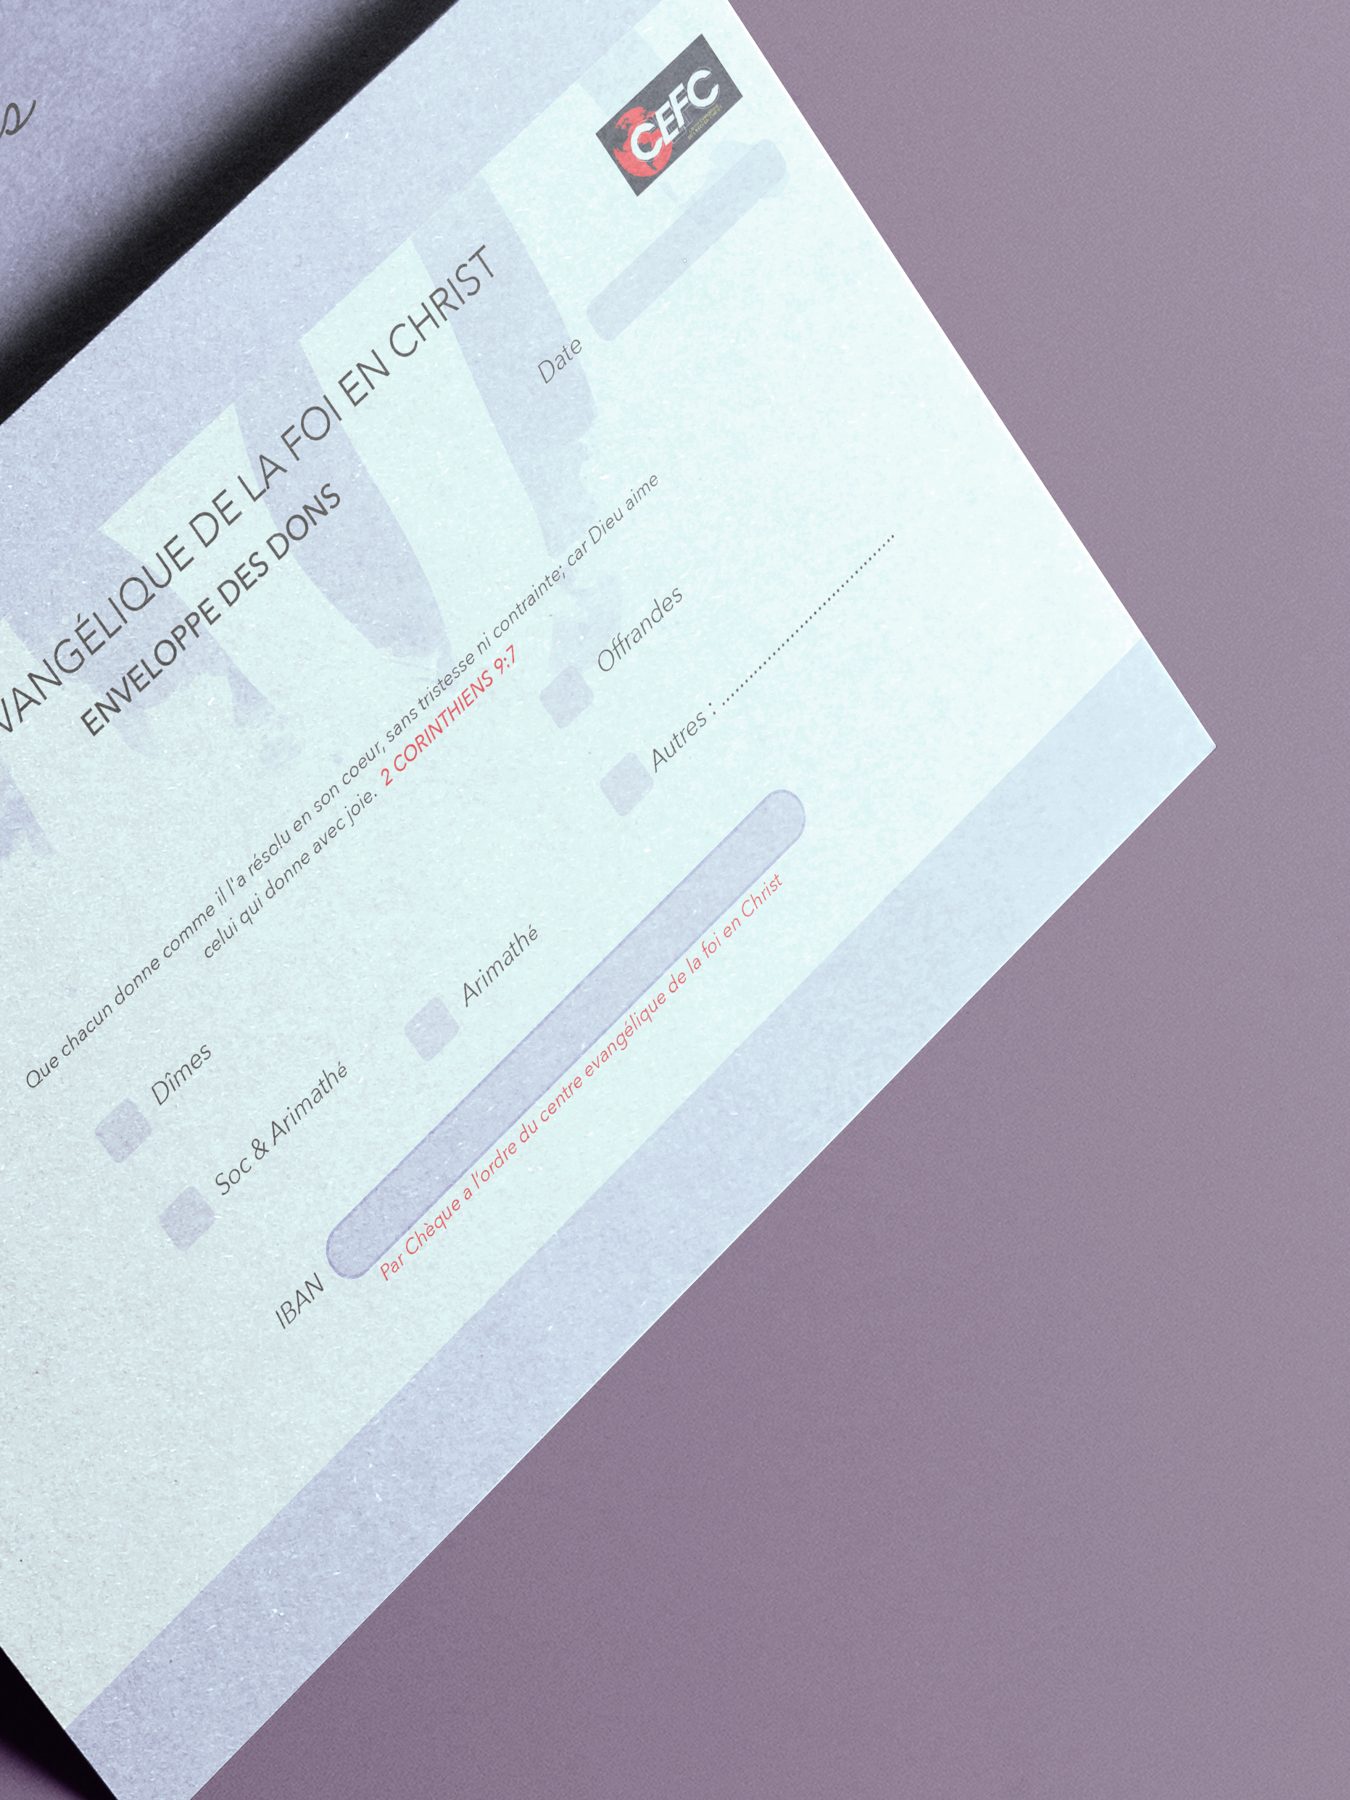 CEFC
VANGÉLIQUE DE LA FOI EN CHRIST
ENVELOPPE DES DONS
Date
Que chacun donne comme il l'a résolu en son coeur, sans tristesse ni contrainte; car Dieu aime
celui qui donne avec joie. 2 CORINTHIENS 9:7
Dîmes
Offrandes
Soc & Arimathé
Arimathé
Autres : ....................................
IBAN
Par Chèque a l'ordre du centre evangélique de la foi en Christ